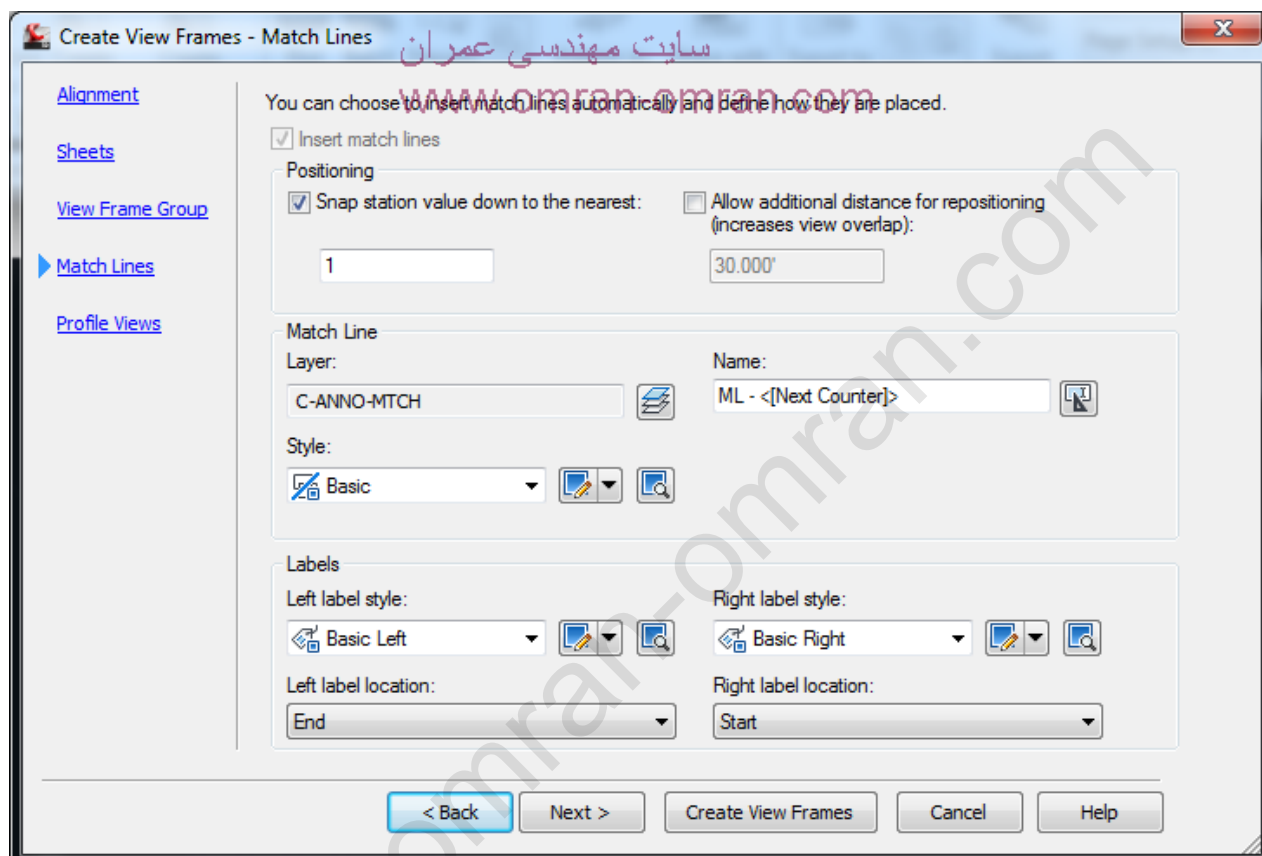 Create View Frames - Match Lines
سایت مهندسی عمران
www.omran-omran.com
Alignment
Sheets
View Frame Group
Match Lines
Profile Views
You can choose to insert match lines automatically and define how they are placed.
Insert match lines
Positioning
Snap station value down to the nearest:
1
Allow additional distance for repositioning
(increases view overlap):
30.000'
Match Line
Layer:
C-ANNO-MTCH
Name:
ML - <[Next Counter]>
Style:
Basic
Labels
Left label style:
Basic Left
Right label style:
Basic Right
Left label location:
End
Right label location:
Start
< Back
Next >
Create View Frames
Cancel
Help
omran-omran.com